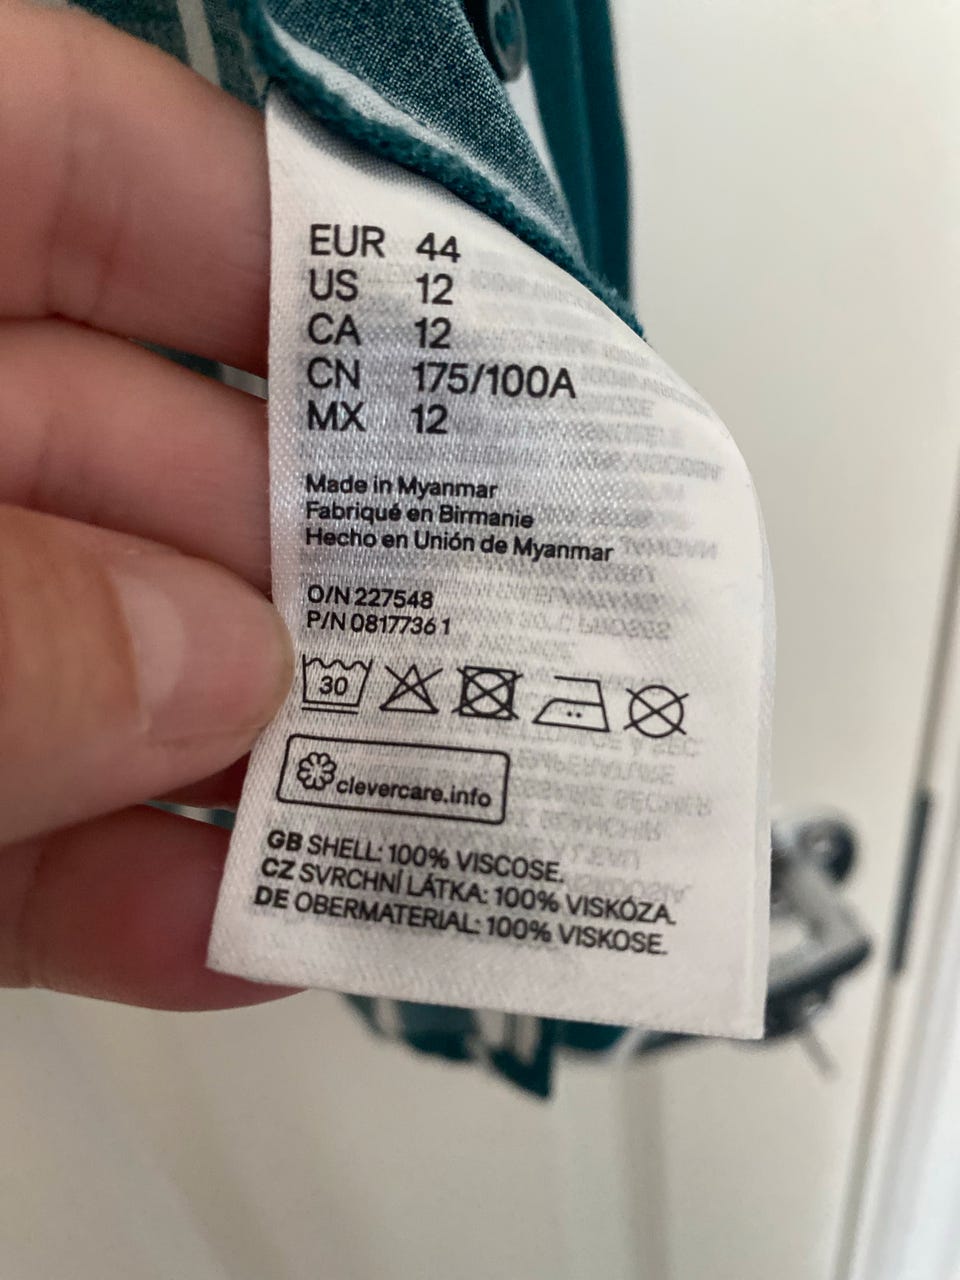 EUR 44
US 12
CA 12
CN 175/100A
MX 12
Made in Myanmar
Fabriqué en Birmanie
Hecho en Unión de Myanmar
O/N 227548
P/N 0817736 1
30
clevercare.info
GB SHELL: 100% VISCOSE.
CZ SVRCHNÍ LÁTKA: 100% VISKÓZA.
DE OBERMATERIAL: 100% VISKOSE.